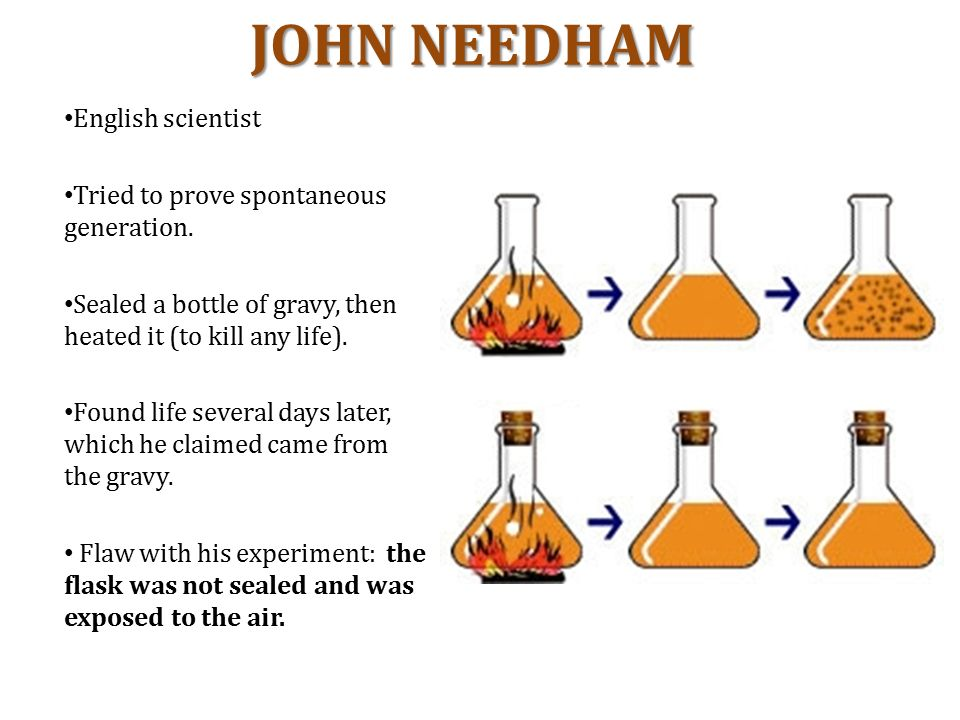 JOHN NEEDHAM
•English scientist
•Tried to prove spontaneous
generation.
•Sealed a bottle of gravy, then
heated it (to kill any life).
•Found life several days later,
which he claimed came from
the gravy.
• Flaw with his experiment:  the
flask was not sealed and was
exposed to the air.